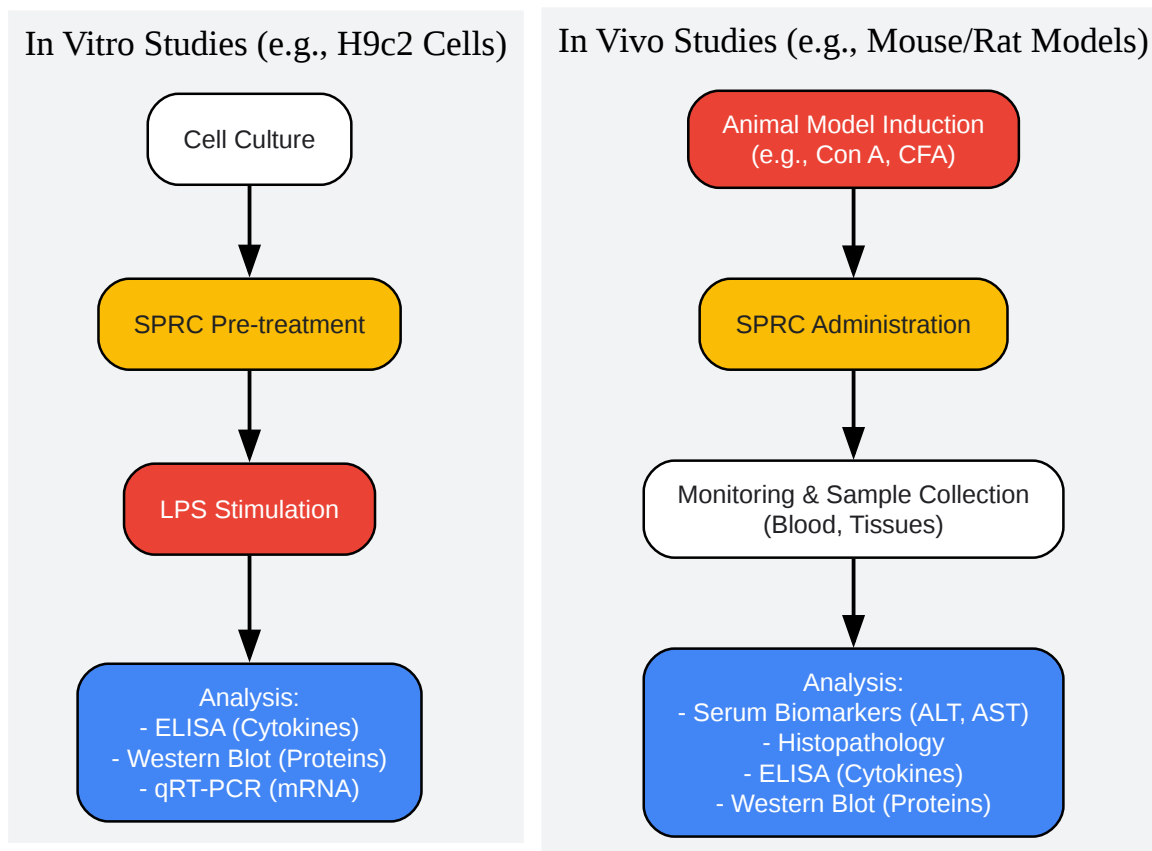 In Vitro Studies (e.g., H9c2 Cells)
Cell Culture
SPRC Pre-treatment
LPS Stimulation
Analysis:
- ELISA (Cytokines)
- Western Blot (Proteins)
- qRT-PCR (mRNA)
In Vivo Studies (e.g., Mouse/Rat Models)
Animal Model Induction
(e.g., Con A, CFA)
SPRC Administration
Monitoring & Sample Collection
(Blood, Tissues)
Analysis:
- Serum Biomarkers (ALT, AST)
- Histopathology
- ELISA (Cytokines)
- Western Blot (Proteins)